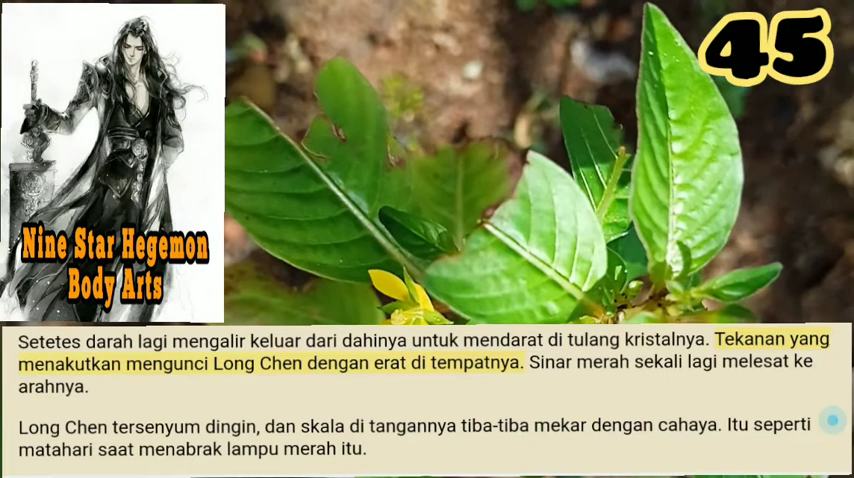 45
Nine Star Hegemon
Body Arts
Setetes darah lagi mengalir keluar dari dahinya untuk mendarat di tulang kristalnya. Tekanan yang
menakutkan mengunci Long Chen dengan erat di tempatnya. Sinar merah sekali lagi melesat ke
arahnya.
Long Chen tersenyum dingin, dan skala di tangannya tiba-tiba mekar dengan cahaya. Itu seperti
matahari saat menabrak lampu merah itu.